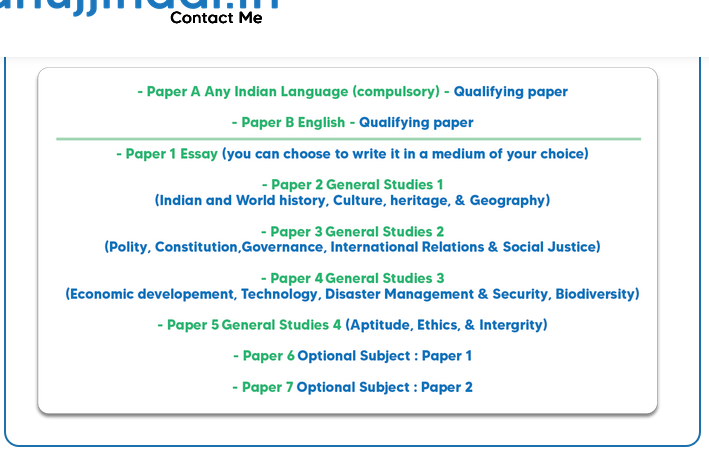 Contact Me
- Paper A Any Indian Language (compulsory) - Qualifying paper
- Paper B English - Qualifying paper
- Paper 1 Essay (you can choose to write it in a medium of your choice)
- Paper 2 General Studies 1
(Indian and World history, Culture, heritage, & Geography)
- Paper 3 General Studies 2
(Polity, Constitution,Governance, International Relations & Social Justice)
- Paper 4 General Studies 3
(Economic developement, Technology, Disaster Management & Security, Biodiversity)
- Paper 5 General Studies 4 (Aptitude, Ethics, & Intergrity)
- Paper 6 Optional Subject : Paper 1
- Paper 7 Optional Subject : Paper 2